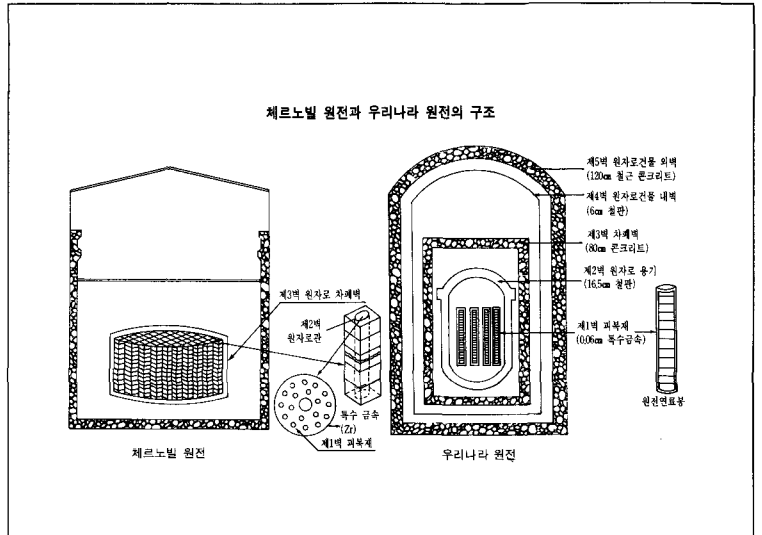 체르노빌 원전과 우리나라 원전의 구조
제3벽 원자로 차폐벽
제2벽
원자로관
특수 금속
(Zr)
제1벽 피복재
체르노빌 원전
제5벽 원자로건물 외벽
(120㎝ 철근 콘크리트)
제4벽 원자로건물 내벽
(6㎝ 철판)
제3벽 차폐벽
(80㎝ 콘크리트)
제2벽 원자로 용기
(16.5㎝ 철판)
제1벽 피복재
(0.06㎝ 특수금속)
원전연료봉
우리나라 원전